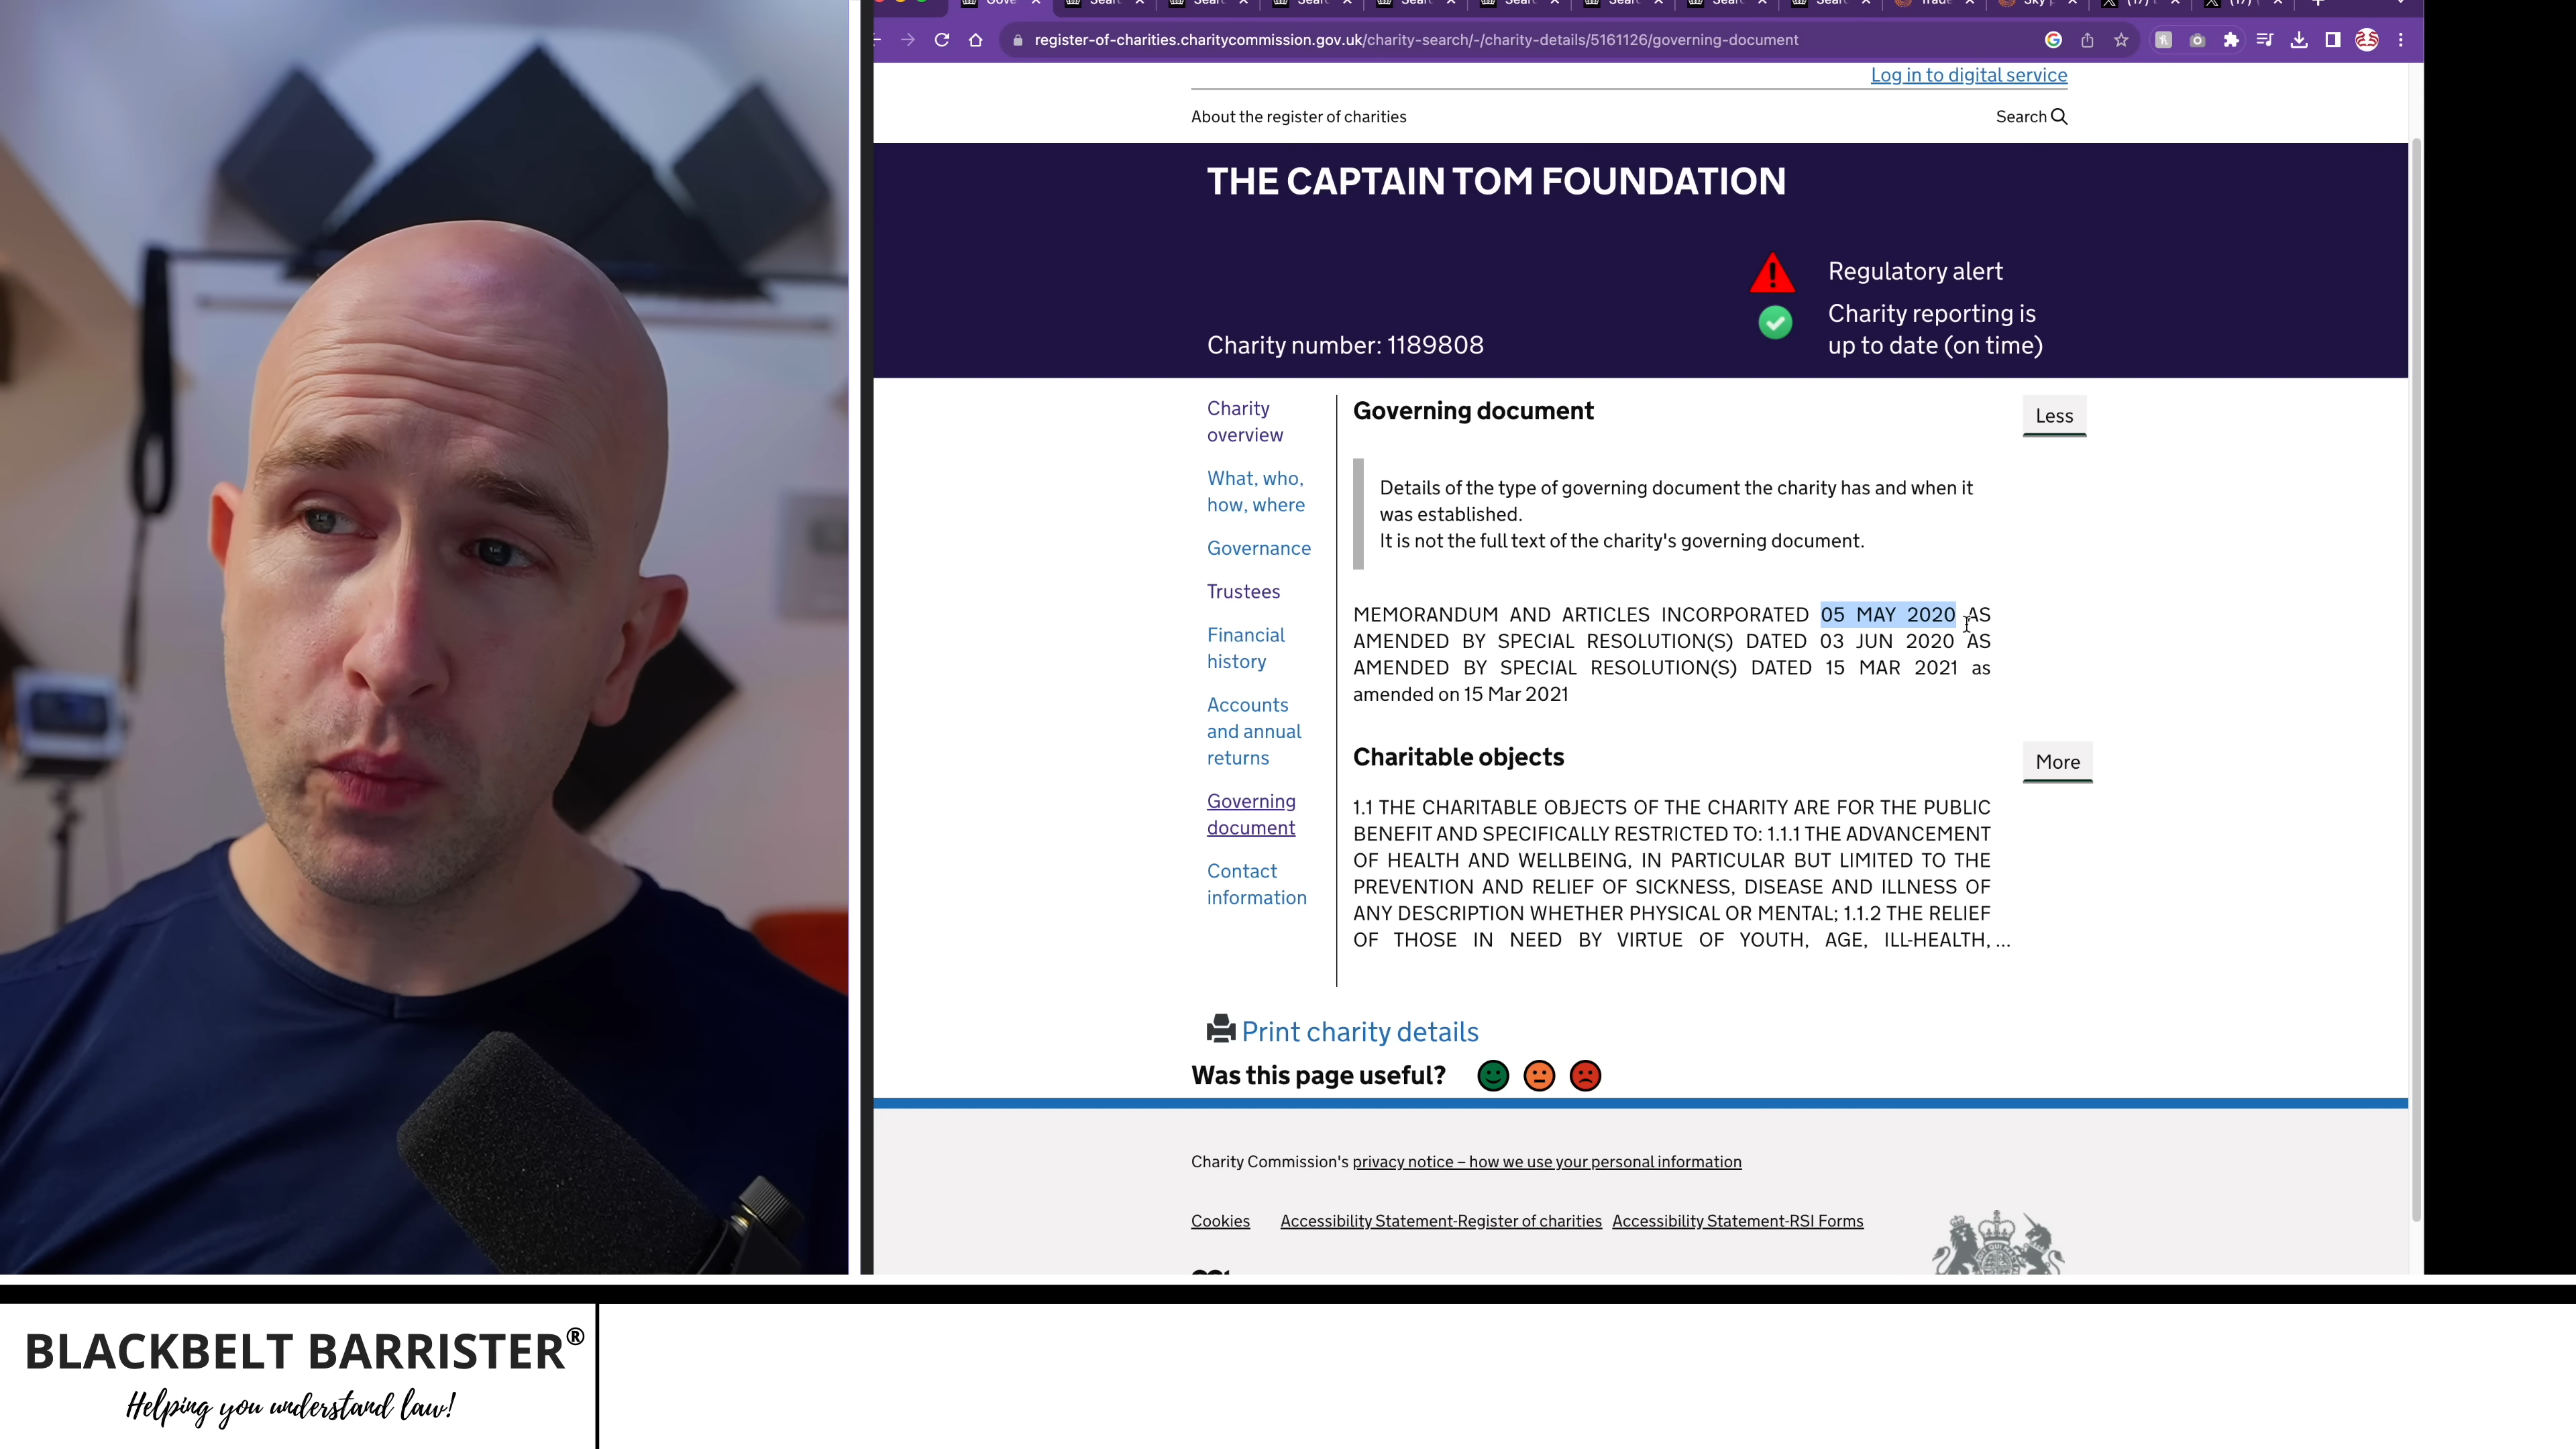 register-of-charities.charitycommission.gov.uk/charity-search/-/charity-details/5161126/governing-document
Log in to digital service
About the register of charities
Search
THE CAPTAIN TOM FOUNDATION
Regulatory alert
Charity reporting is
up to date (on time)
Charity number: 1189808
Charity
overview
What, who,
how, where
Governance
Trustees
Financial
history
Accounts
and annual
returns
Governing
document
Contact
information
Governing document
Less
Details of the type of governing document the charity has and when it
was established.
It is not the full text of the charity's governing document.
MEMORANDUM AND ARTICLES INCORPORATED 05 MAY 2020 AS
AMENDED BY SPECIAL RESOLUTION(S) DATED 03 JUN 2020 AS
AMENDED BY SPECIAL RESOLUTION(S) DATED 15 MAR 2021 as
amended on 15 Mar 2021
Charitable objects
More
1.1 THE CHARITABLE OBJECTS OF THE CHARITY ARE FOR THE PUBLIC
BENEFIT AND SPECIFICALLY RESTRICTED TO: 1.1.1 THE ADVANCEMENT
OF HEALTH AND WELLBEING, IN PARTICULAR BUT LIMITED TO THE
PREVENTION AND RELIEF OF SICKNESS, DISEASE AND ILLNESS OF
ANY DESCRIPTION WHETHER PHYSICAL OR MENTAL; 1.1.2 THE RELIEF
OF THOSE IN NEED BY VIRTUE OF YOUTH, AGE, ILL-HEALTH, ...
Print charity details
Was this page useful?
Charity Commission's privacy notice – how we use your personal information
Cookies
Accessibility Statement-Register of charities
Accessibility Statement-RSI Forms
BLACKBELT BARRISTER®
Helping you understand law!